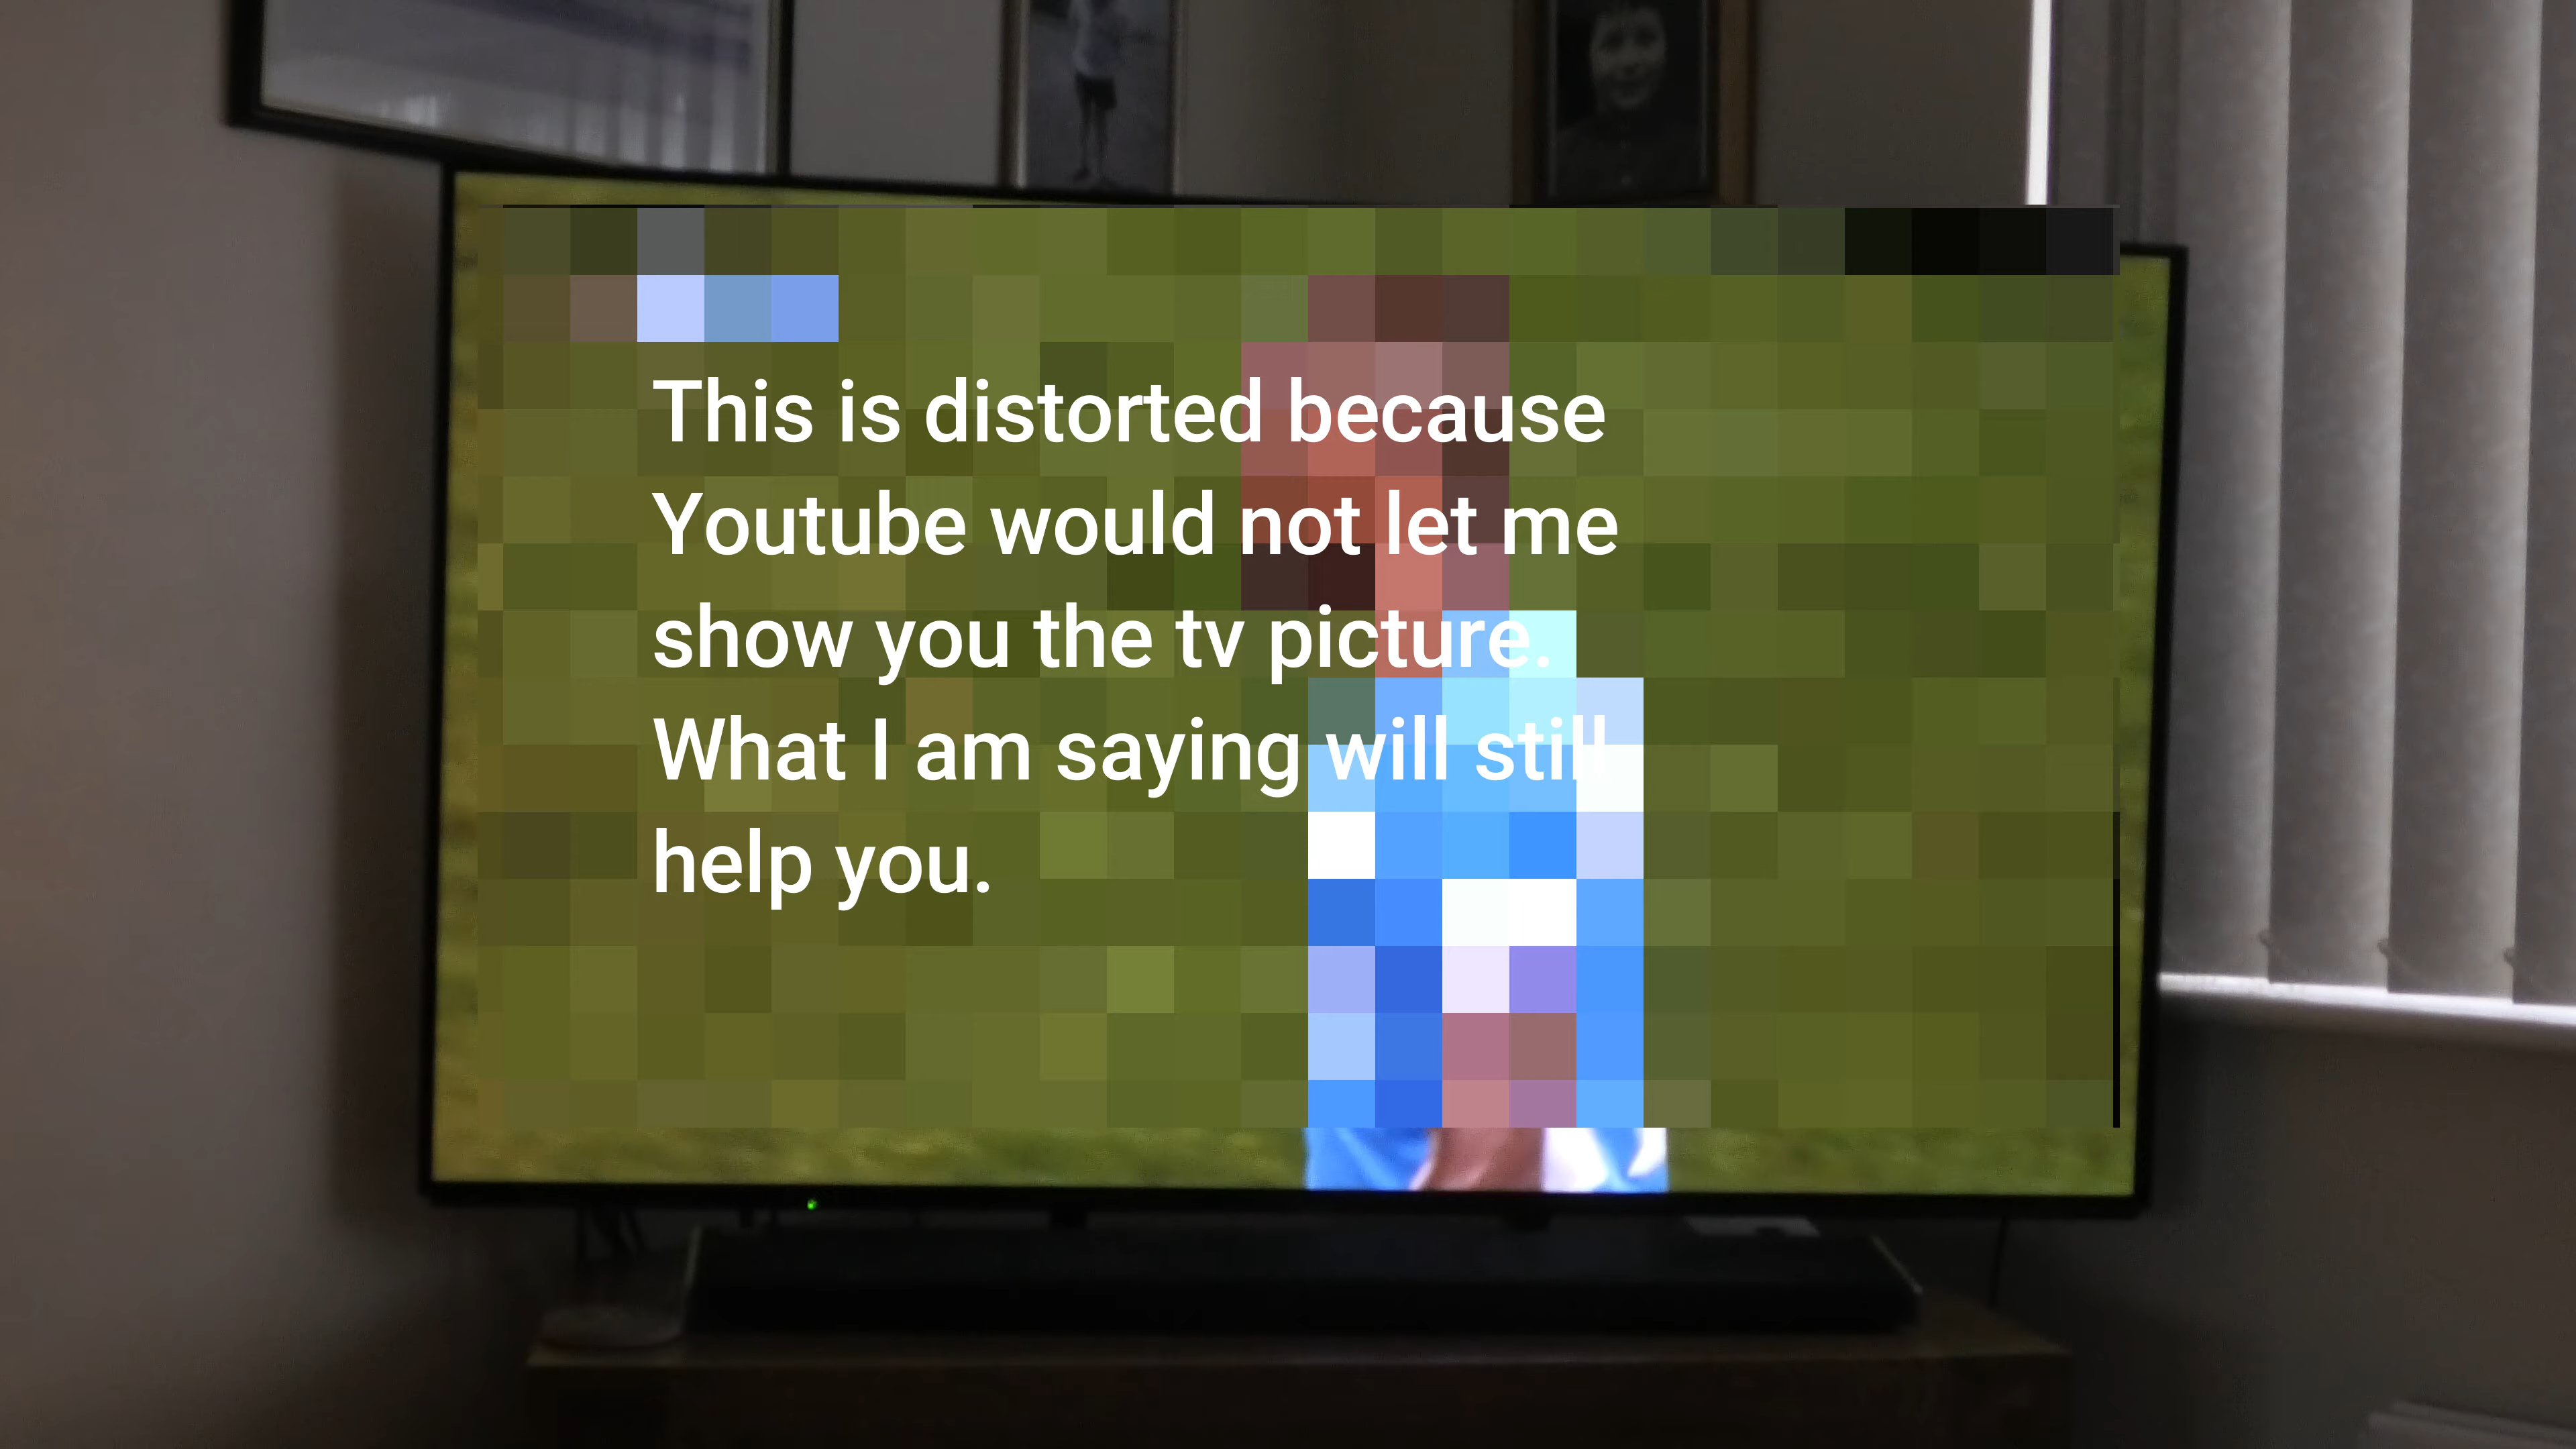 This is distorted because
Youtube would not let me
show you the tv picture.
What I am saying will still
help you.